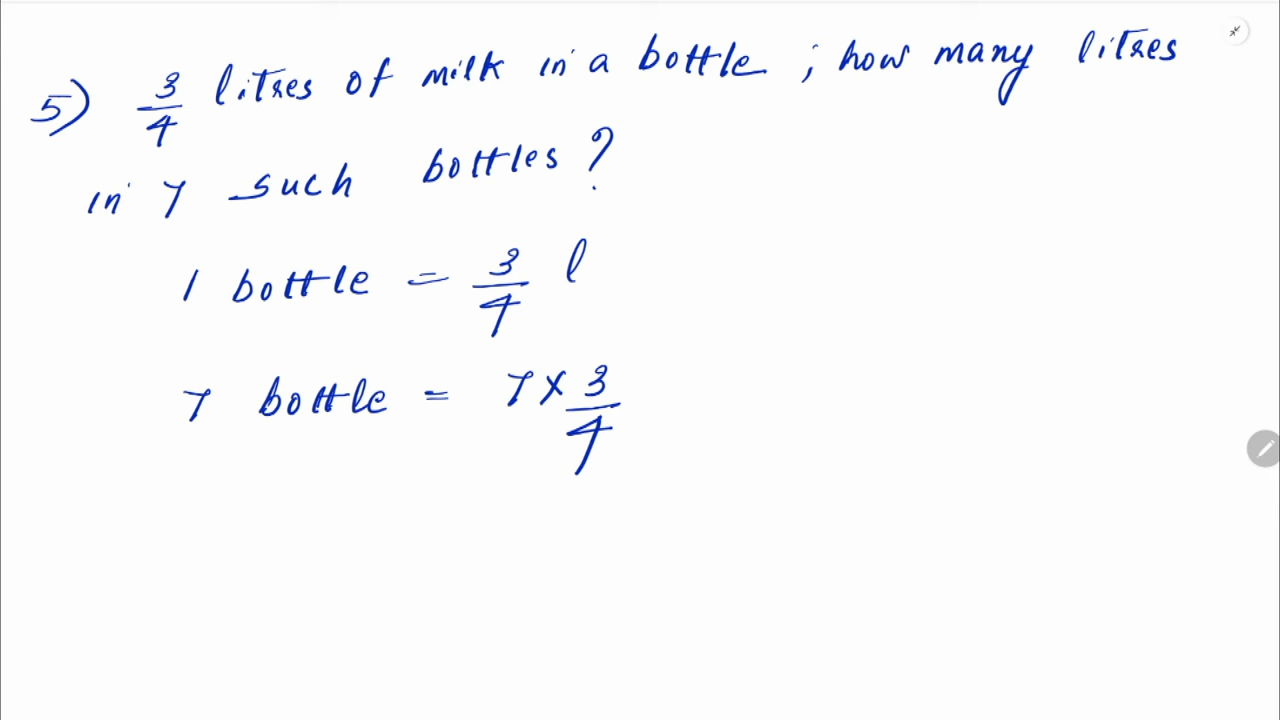 5) 3/4 litres of milk in a bottle ; how many litres
in 7 such bottles ?
1 bottle = 3/4 l
7 bottle = 7 × 3/4